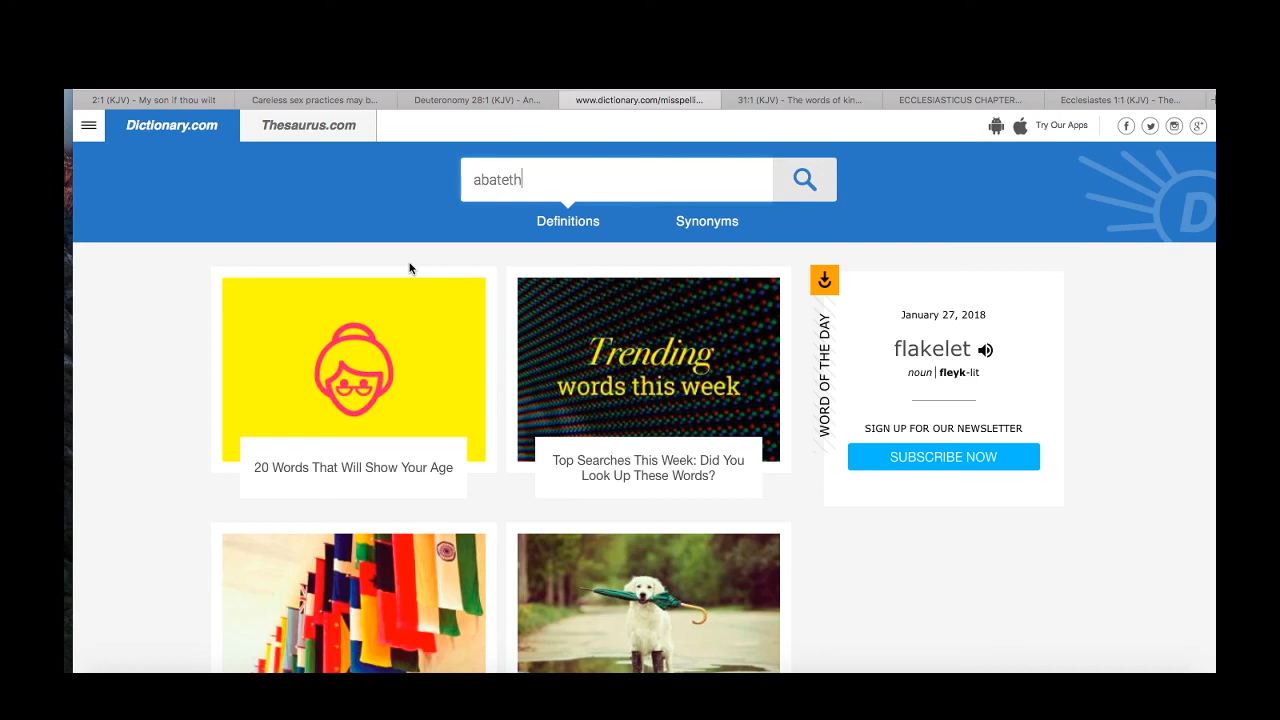 2:1 (KJV) - My son if thou wilt
Careless sex practices may b...
Deuteronomy 28:1 (KJV) - An...
www.dictionary.com/misspelli...
31:1 (KJV) - The words of kin...
ECCLESIASTICUS CHAPTER...
Ecclesiastes 1:1 (KJV) - The...
Dictionary.com
Thesaurus.com
Try Our Apps
abateth
Definitions
Synonyms
D
20 Words That Will Show Your Age
Trending
words this week
Top Searches This Week: Did You
Look Up These Words?
WORD OF THE DAY
January 27, 2018
flakelet
noun | fleyk-lit
SIGN UP FOR OUR NEWSLETTER
SUBSCRIBE NOW